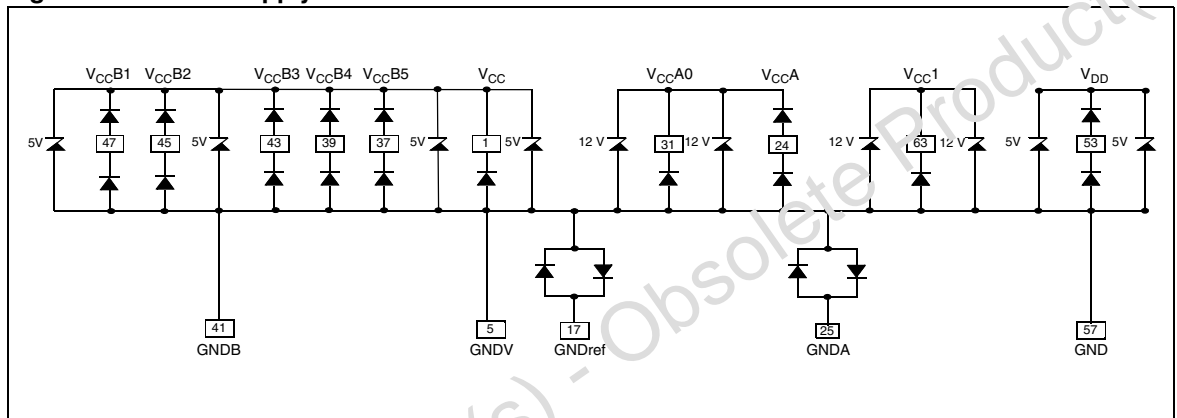 VCCB1 VCCB2 VCCB3 VCCB4 VCCB5 VCC VCCA0 VCCA VCC1 VDD
5V 47 45 5V 43 39 37 5V 1 5V 12 V 31 12 V 24 12 V 63 12 V 5V 53 5V
41 5 17 25 57
GNDB GNDV GNDref GNDA GND
(s) - Obsolete Product(